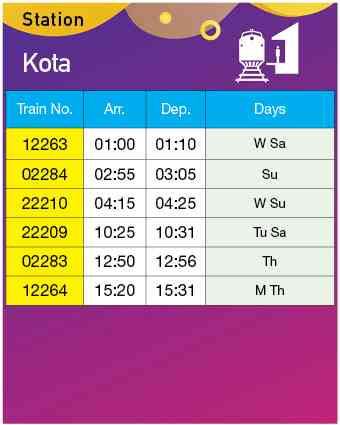 Station
Kota
Train No. Arr. Dep. Days
12263 01:00 01:10 W Sa
02284 02:55 03:05 Su
22210 04:15 04:25 W Su
22209 10:25 10:31 Tu Sa
02283 12:50 12:56 Th
12264 15:20 15:31 M Th